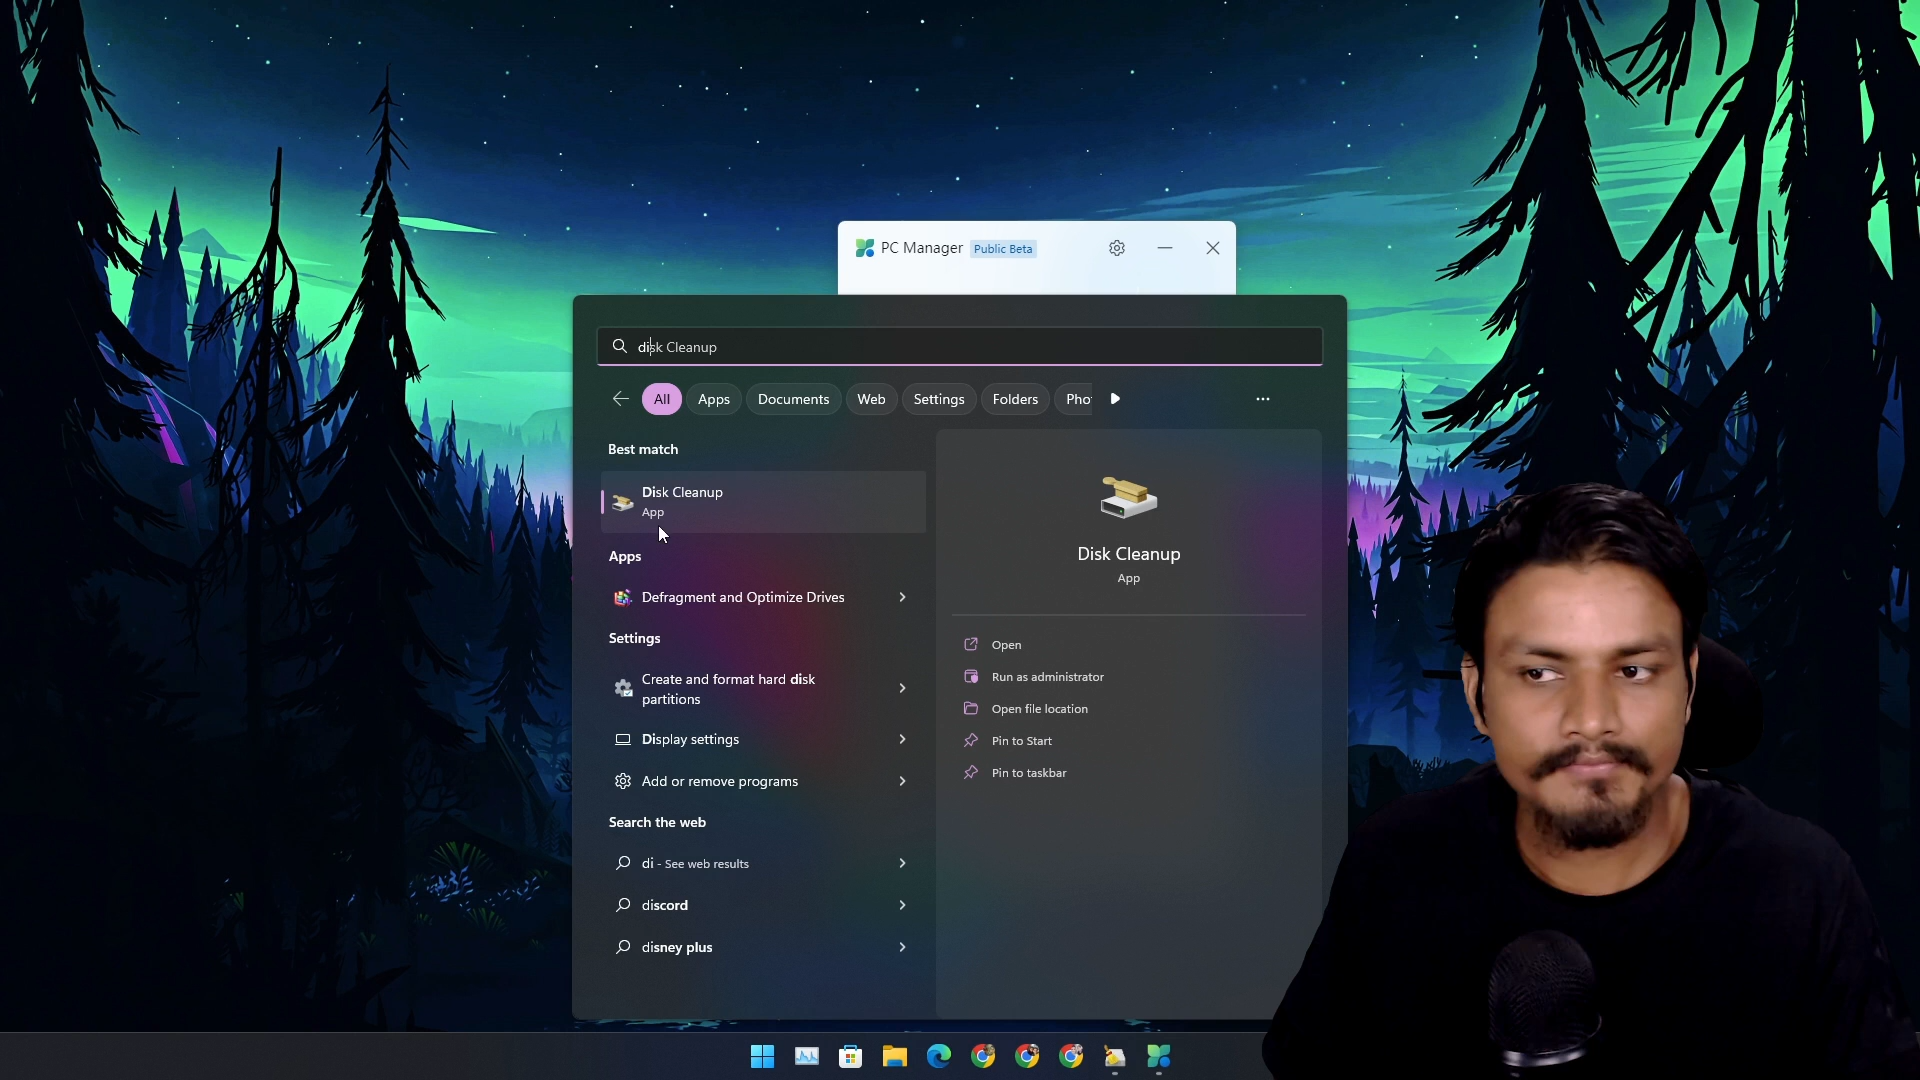 PC Manager Public Beta
disk Cleanup
All Apps Documents Web Settings Folders Pho
Best match
Disk Cleanup
App
Apps
Defragment and Optimize Drives
Settings
Create and format hard disk
partitions
Display settings
Add or remove programs
Search the web
di - See web results
discord
disney plus
Disk Cleanup
App
Open
Run as administrator
Open file location
Pin to Start
Pin to taskbar